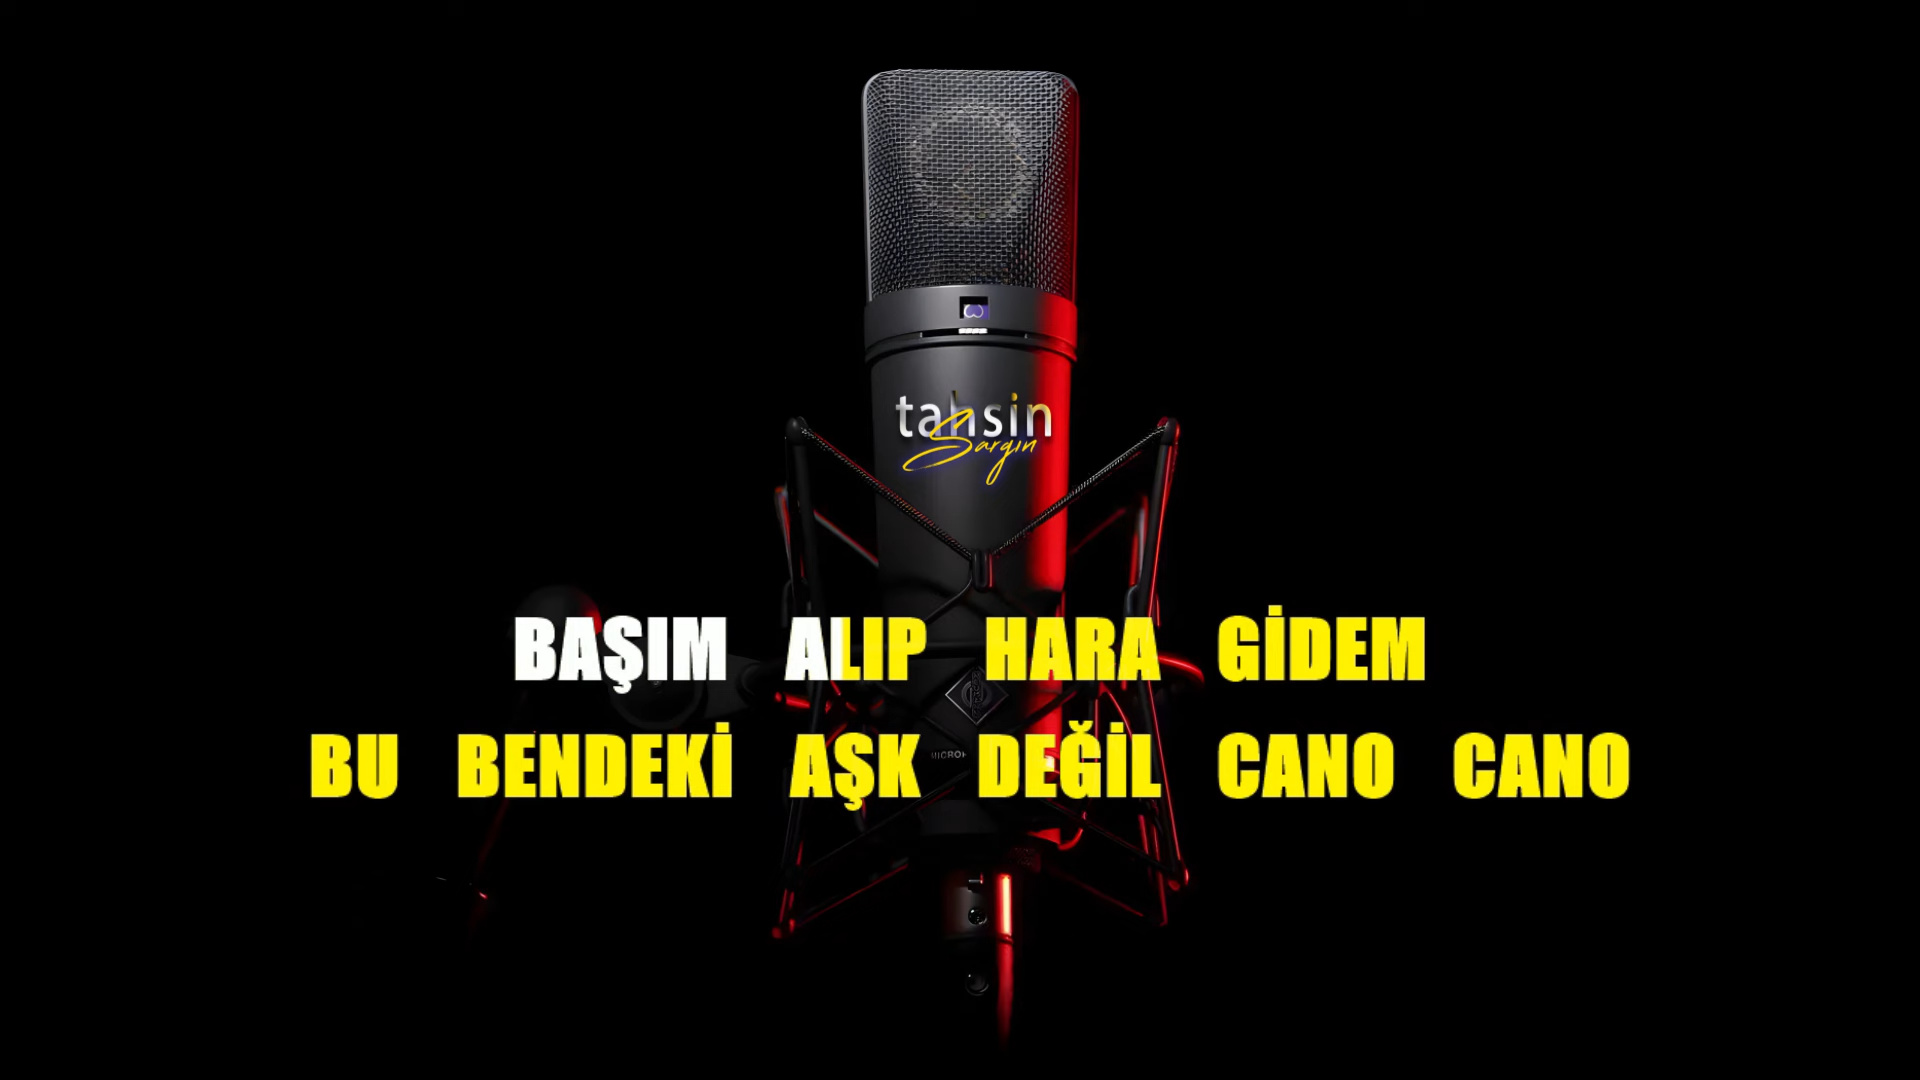 tahsin
Sargın
BAŞIM ALIP HARA GİDEM
BU BENDEKİ AŞK DEĞİL CANO CANO